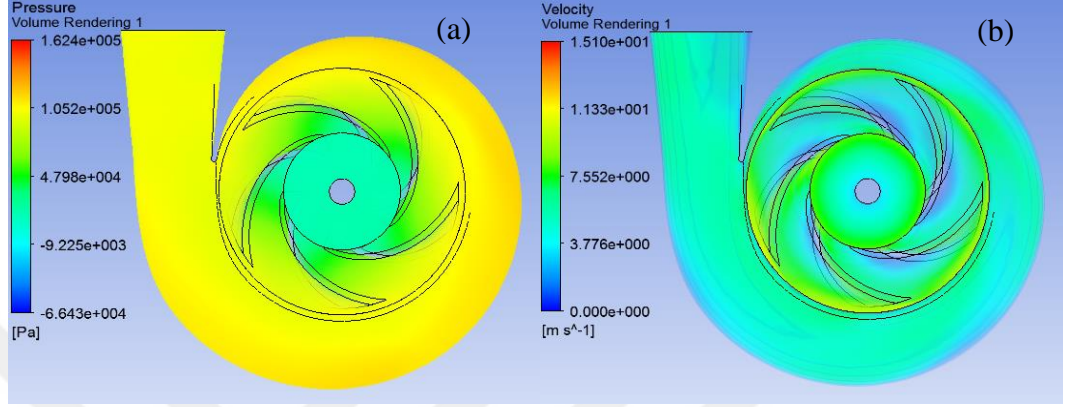 Pressure
Volume Rendering 1
1.624e+005
1.052e+005
4.798e+004
-9.225e+003
-6.643e+004
[Pa]
(a)
Velocity
Volume Rendering 1
1.510e+001
1.133e+001
7.552e+000
3.776e+000
0.000e+000
[m s^-1]
(b)